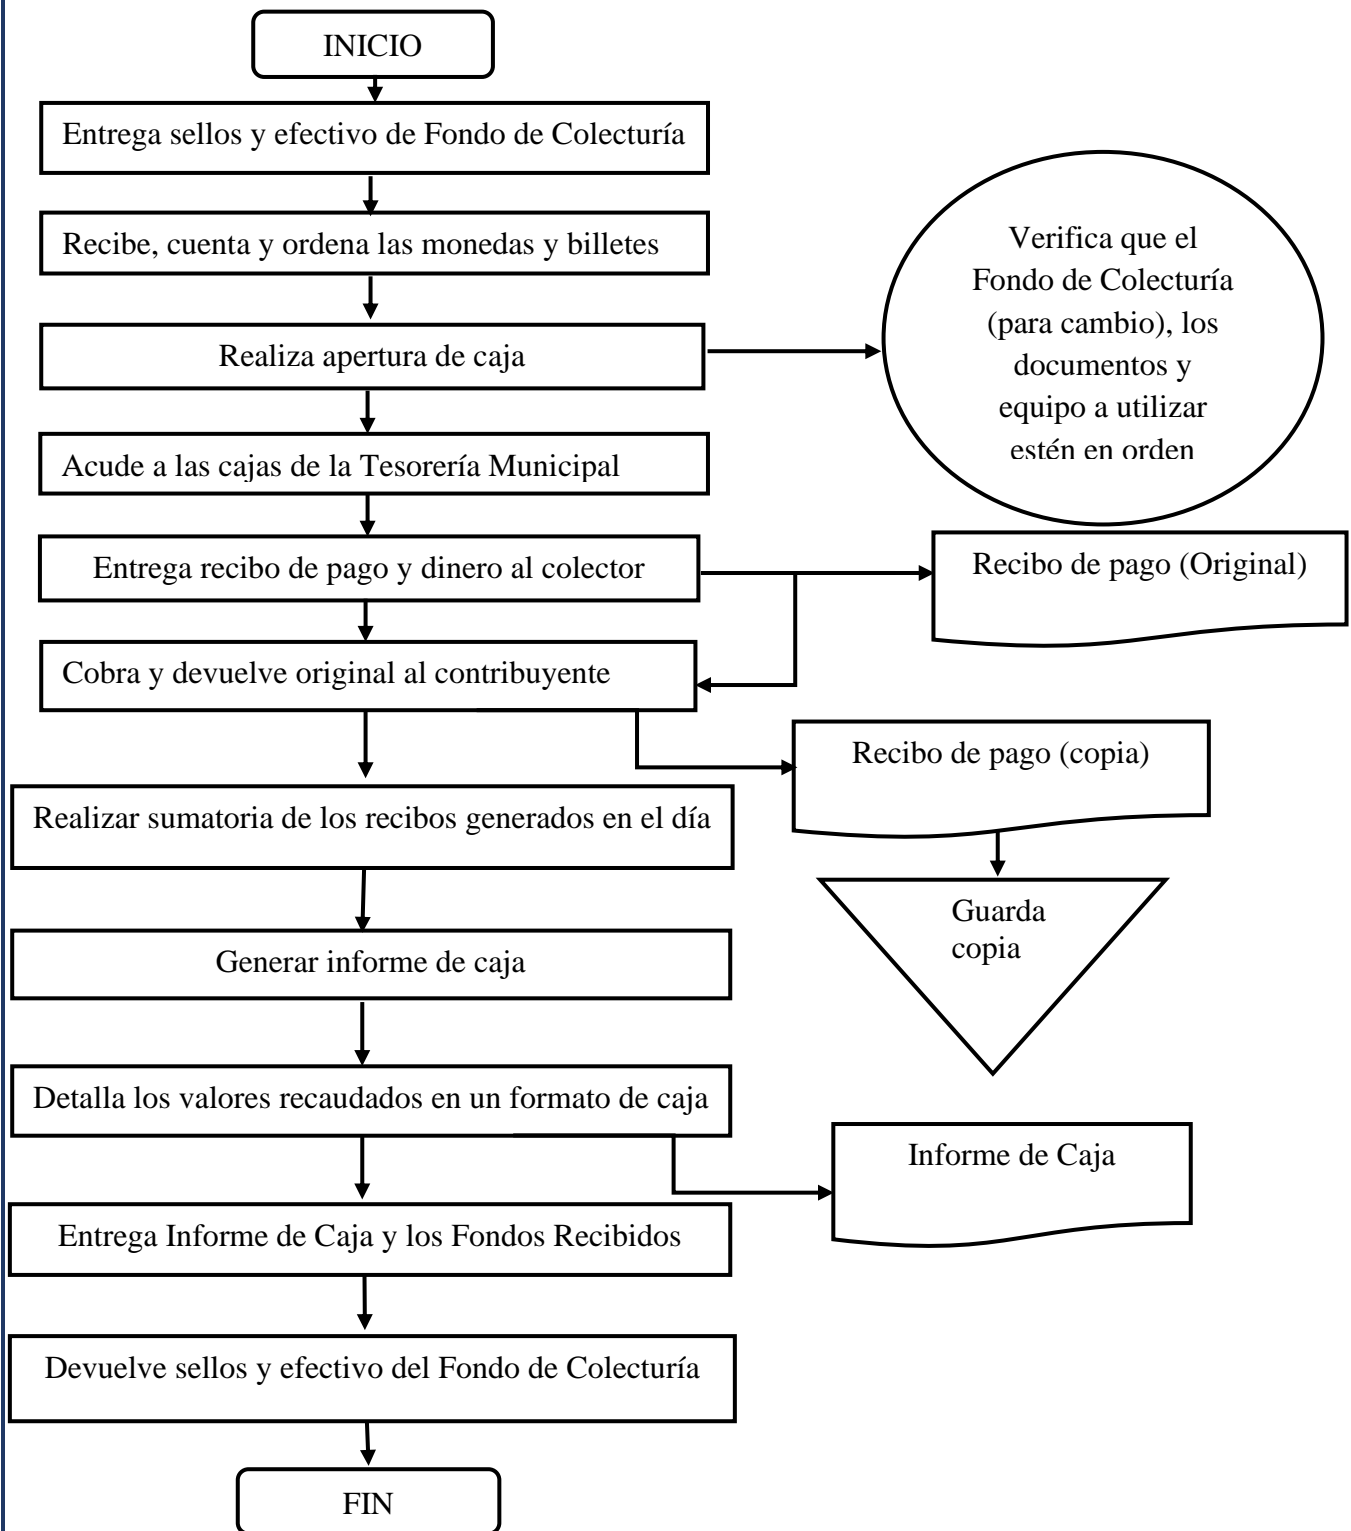 INICIO
Entrega sellos y efectivo de Fondo de Colecturía
Recibe, cuenta y ordena las monedas y billetes
Realiza apertura de caja
Verifica que el
Fondo de Colecturía
(para cambio), los
documentos y
equipo a utilizar
estén en orden
Acude a las cajas de la Tesorería Municipal
Entrega recibo de pago y dinero al colector
Recibo de pago (Original)
Cobra y devuelve original al contribuyente
Recibo de pago (copia)
Guarda
copia
Realizar sumatoria de los recibos generados en el día
Generar informe de caja
Detalla los valores recaudados en un formato de caja
Informe de Caja
Entrega Informe de Caja y los Fondos Recibidos
Devuelve sellos y efectivo del Fondo de Colecturía
FIN